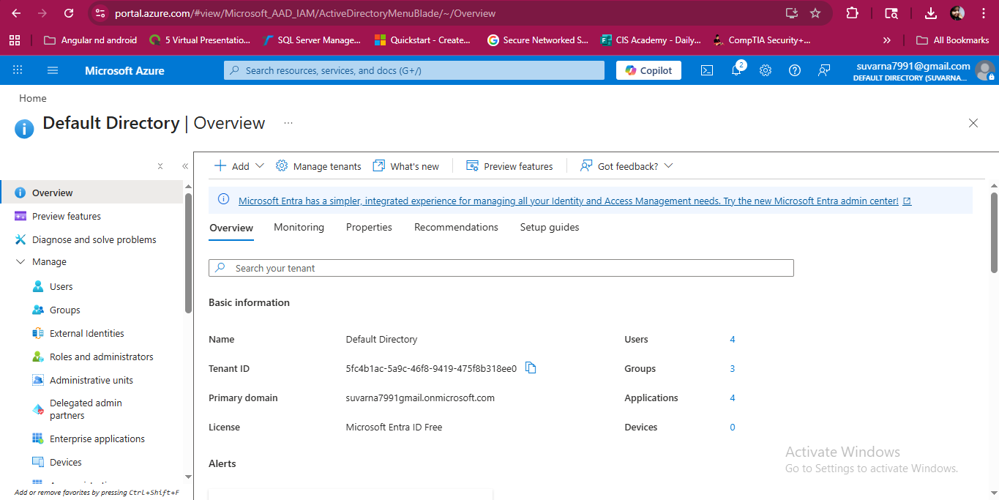 portal.azure.com/#view/Microsoft_AAD_IAM/ActiveDirectoryMenuBlade/~/Overview
Angular nd android
5 Virtual Presentatio...
SQL Server Manage...
Quickstart - Create...
Secure Networked S...
CIS Academy - Daily,...
CompTIA Security+...
All Bookmarks
Microsoft Azure
Search resources, services, and docs (G+/)
Copilot
2
suvarna7991@gmail.com
DEFAULT DIRECTORY (SUVARNA...
Home
Default Directory | Overview
Add
Manage tenants
What's new
Preview features
Got feedback?
Overview
Preview features
Diagnose and solve problems
Manage
Users
Groups
External Identities
Roles and administrators
Administrative units
Delegated admin
partners
Enterprise applications
Devices
Add or remove favorites by pressing Ctrl+Shift+F
Microsoft Entra has a simpler, integrated experience for managing all your Identity and Access Management needs. Try the new Microsoft Entra admin center!
Overview
Monitoring
Properties
Recommendations
Setup guides
Search your tenant
Basic information
Name Default Directory Users 4
Tenant ID 5fc4b1ac-5a9c-46f8-9419-475f8b318ee0 Groups 3
Primary domain suvarna7991gmail.onmicrosoft.com Applications 4
License Microsoft Entra ID Free Devices 0
Alerts
Activate Windows
Go to Settings to activate Windows.